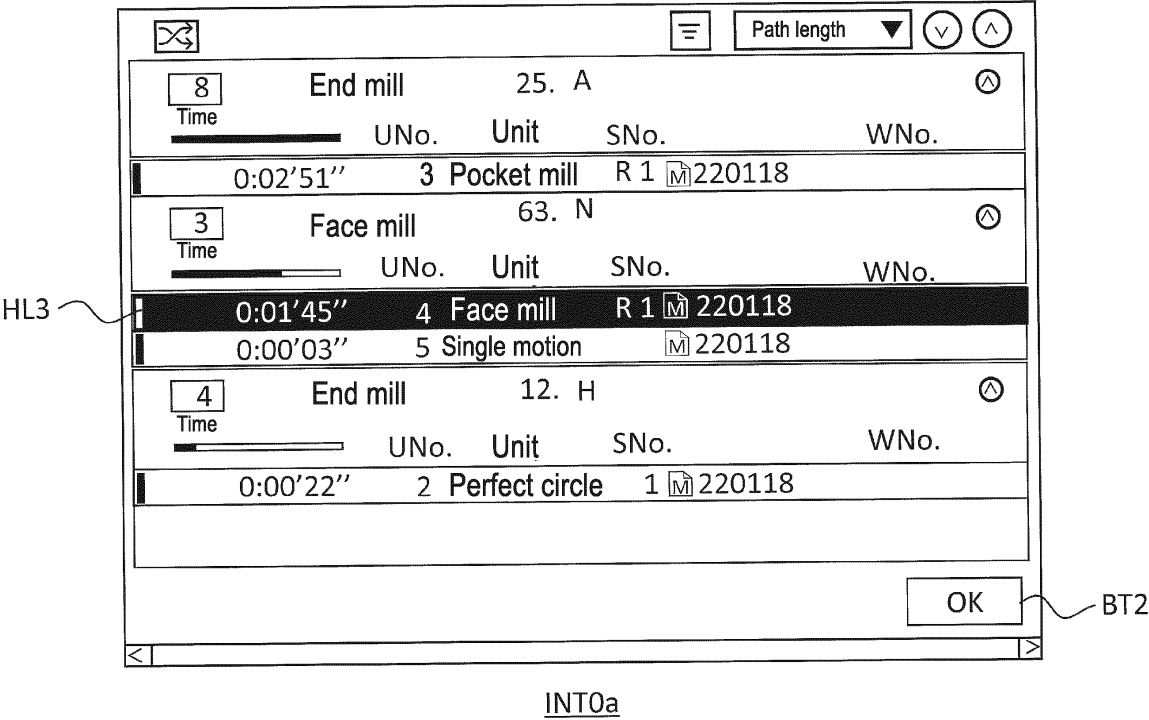 Path length ▼
8 End mill 25. A
Time
UNo. Unit SNo. WNo.
0:02'51'' 3 Pocket mill R 1 M 220118
3 Face mill 63. N
Time
UNo. Unit SNo. WNo.
HL3
0:01'45'' 4 Face mill R 1 M 220118
0:00'03'' 5 Single motion M 220118
4 End mill 12. H
Time
UNo. Unit SNo. WNo.
0:00'22'' 2 Perfect circle 1 M 220118
OK
BT2
< >
INT0a